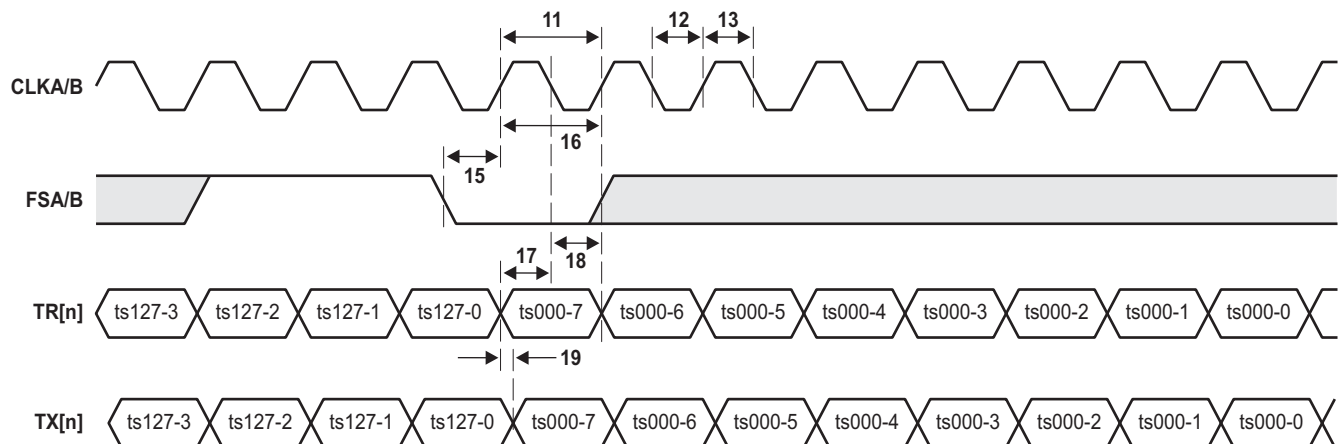 11 12 13
CLKA/B
16
15
FSA/B
17 18
TR[n] ts127-3 ts127-2 ts127-1 ts127-0 ts000-7 ts000-6 ts000-5 ts000-4 ts000-3 ts000-2 ts000-1 ts000-0
19
TX[n] ts127-3 ts127-2 ts127-1 ts127-0 ts000-7 ts000-6 ts000-5 ts000-4 ts000-3 ts000-2 ts000-1 ts000-0